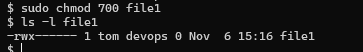 $ sudo chmod 700 file1
$ ls -l file1
-rwx------ 1 tom devops 0 Nov  6 15:16 file1
$